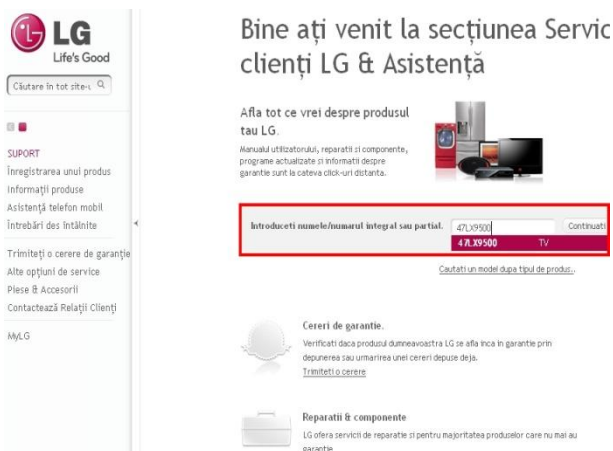 LG
Life's Good
Căutare în tot site-u
SUPORT
Înregistrarea unui produs
Informații produse
Asistență telefon mobil
Întrebări des întâlnite
Trimiteți o cerere de garanție
Alte opțiuni de service
Piese & Accesorii
Contactează Relații Clienți
MyLG
Bine ați venit la secțiunea Servic
clienți LG & Asistență
Afla tot ce vrei despre produsul
tau LG.
Manualul utilizatorului, reparatii si componente,
programe actualizate si informatii despre
garantie sunt la cateva click-uri distanta.
Introduceti numele/numarul integral sau partial. 47LX9500 Continuati
47LX9500 TV
Cautati un model dupa tipul de produs..
Cereri de garantie.
Verificati daca produsul dumneavoastra LG se afla inca in garantie prin
depunerea sau urmarirea unei cereri depuse deja.
Trimiteti o cerere
Reparatii & componente
LG ofera servicii de reparatie si pentru majoritatea produselor care nu mai au
garantie